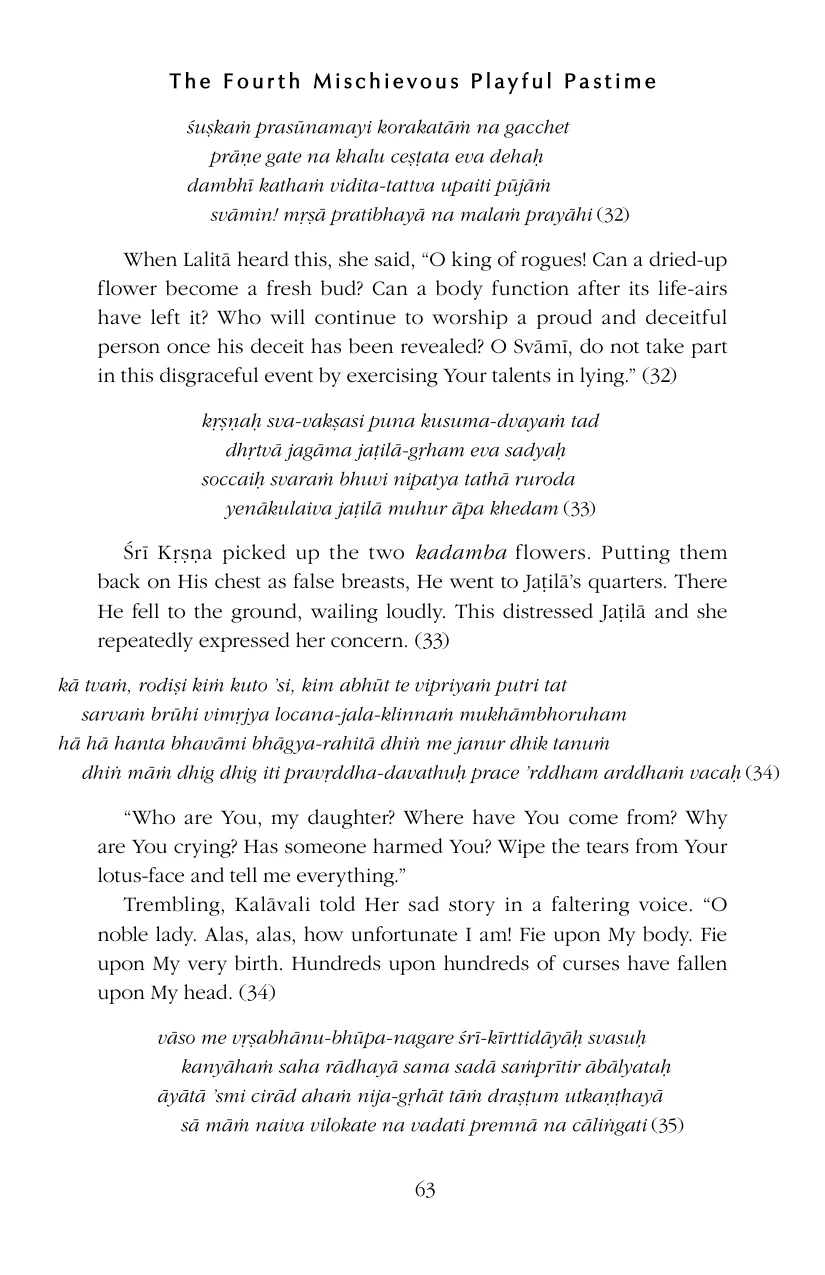 The Fourth Mischievous Playful Pastime
śuṣkaṁ prasūnamayi korakatāṁ na gacchet
prāṇe gate na khalu ceṣṭata eva dehaḥ
dambhī kathaṁ vidita-tattva upaiti pūjāṁ
svāmin! mṛṣā pratibhayā na malaṁ prayāhi (32)
When Lalitā heard this, she said, “O king of rogues! Can a dried-up
flower become a fresh bud? Can a body function after its life-airs
have left it? Who will continue to worship a proud and deceitful
person once his deceit has been revealed? O Svāmī, do not take part
in this disgraceful event by exercising Your talents in lying.” (32)
kṛṣṇaḥ sva-vakṣasi puna kusuma-dvayaṁ tad
dhṛtvā jagāma jaṭilā-gṛham eva sadyaḥ
soccaiḥ svaraṁ bhuvi nipatya tathā ruroda
yenākulaiva jaṭilā muhur āpa khedam (33)
Śrī Kṛṣṇa picked up the two kadamba flowers. Putting them
back on His chest as false breasts, He went to Jaṭilā’s quarters. There
He fell to the ground, wailing loudly. This distressed Jaṭilā and she
repeatedly expressed her concern. (33)
kā tvaṁ, rodiṣi kiṁ kuto ’si, kim abhūt te vipriyaṁ putri tat
sarvaṁ brūhi vimṛjya locana-jala-klinnaṁ mukhāmbhoruham
hā hā hanta bhavāmi bhāgya-rahitā dhiṅ me janur dhik tanuṁ
dhiṅ māṁ dhig dhig iti pravṛddha-davathuḥ prace ’rddham arddhaṁ vacaḥ (34)
“Who are You, my daughter? Where have You come from? Why
are You crying? Has someone harmed You? Wipe the tears from Your
lotus-face and tell me everything.”
Trembling, Kalāvali told Her sad story in a faltering voice. “O
noble lady. Alas, alas, how unfortunate I am! Fie upon My body. Fie
upon My very birth. Hundreds upon hundreds of curses have fallen
upon My head. (34)
vāso me vṛṣabhānu-bhūpa-nagare śrī-kīrttidāyāḥ svasuḥ
kanyāhaṁ saha rādhayā sama sadā saṁprītir ābālyataḥ
āyātā ’smi cirād ahaṁ nija-gṛhāt tāṁ draṣṭum utkaṇṭhayā
sā māṁ naiva vilokate na vadati premnā na cāliṅgati (35)
63